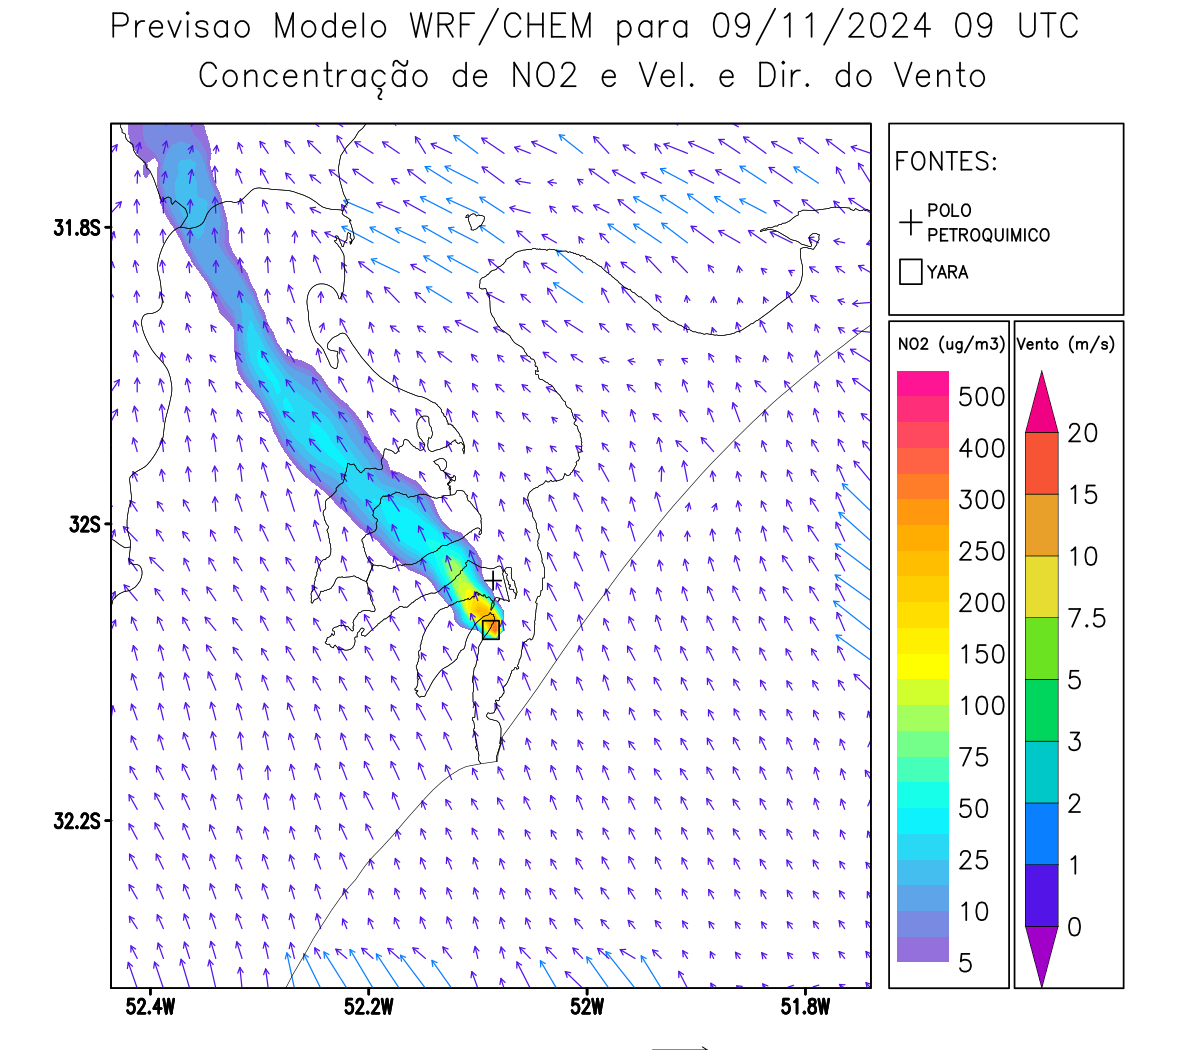 Previsao Modelo WRF/CHEM para 09/11/2024 09 UTC
Concentração de NO2 e Vel. e Dir. do Vento
FONTES:
POLO
PETROQUIMICO
YARA
NO2 (ug/m3)
500
400
300
250
200
150
100
75
50
25
10
5
Vento (m/s)
20
15
10
7.5
5
3
2
1
0
31.8S
32S
32.2S
52.4W
52.2W
52W
51.8W